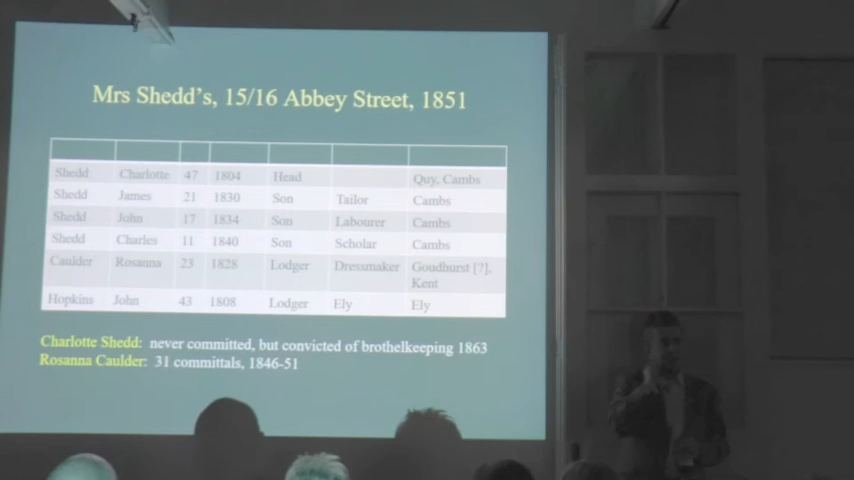 Mrs Shedd's, 15/16 Abbey Street, 1851
Shedd Charlotte 47 1804 Head Quy, Cambs
Shedd James 21 1830 Son Tailor Cambs
Shedd John 17 1834 Son Labourer Cambs
Shedd Charles 11 1840 Son Scholar Cambs
Caulder Rosanna 23 1828 Lodger Dressmaker Goudhurst [?],
Kent
Hopkins John 43 1808 Lodger Ely Ely
Charlotte Shedd: never committed, but convicted of brothelkeeping 1863
Rosanna Caulder: 31 committals, 1846-51